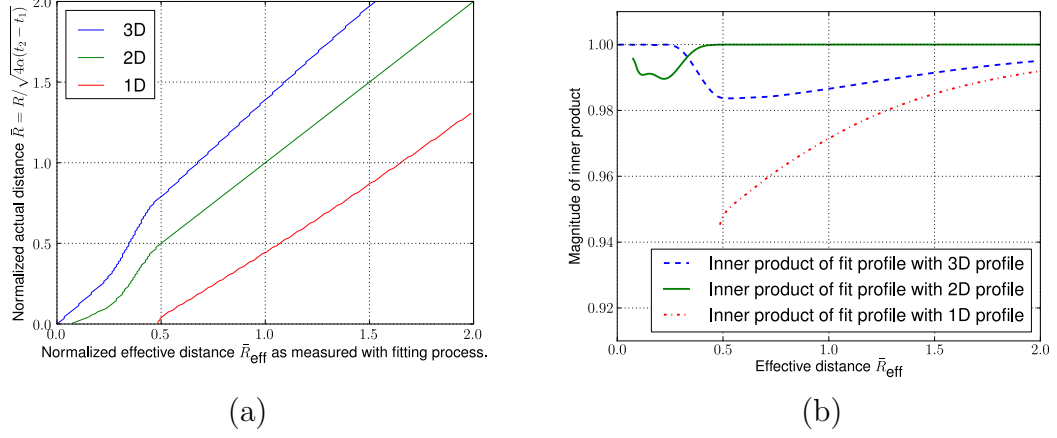 2.0
1.5
1.0
0.5
0.0
0.0
0.5
1.0
1.5
2.0
3D
2D
1D
Normalized actual distance R̄ = R/√4α(t₂ − t₁)
Normalized effective distance R̄eff as measured with fitting process.
(a)
1.00
0.98
0.96
0.94
0.92
0.0
0.5
1.0
1.5
2.0
Magnitude of inner product
Inner product of fit profile with 3D profile
Inner product of fit profile with 2D profile
Inner product of fit profile with 1D profile
Effective distance R̄eff
(b)